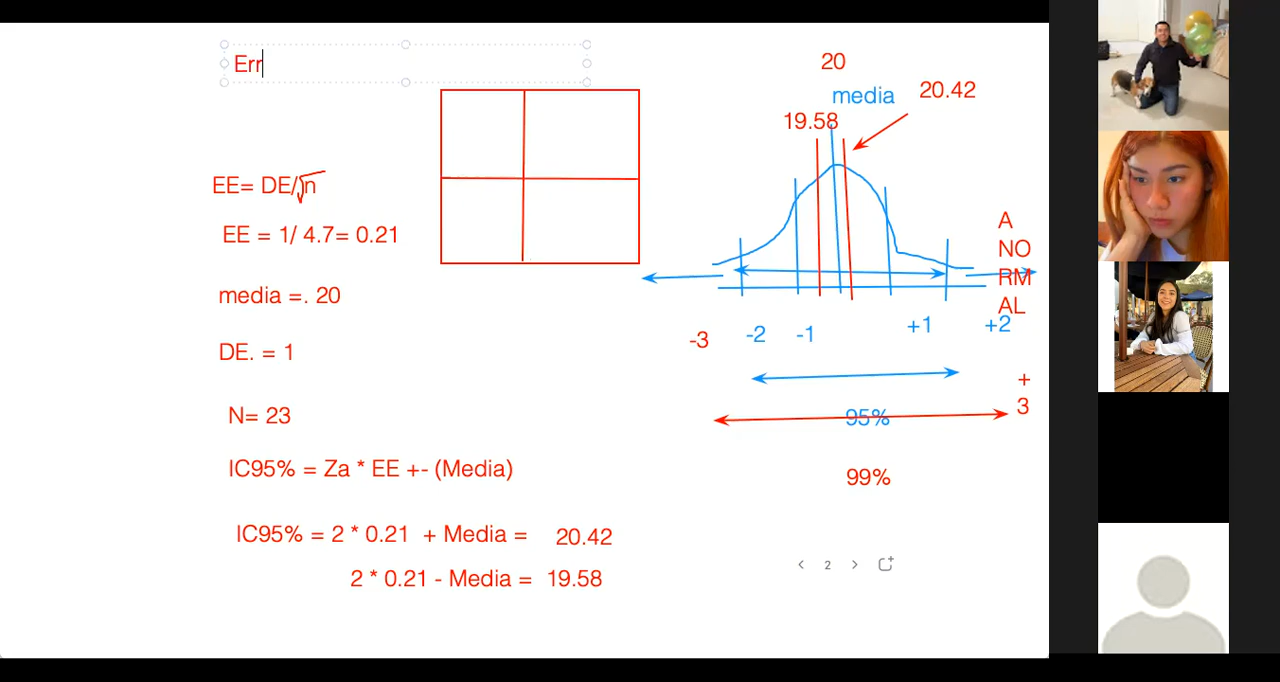 Err
EE= DE/√n
EE = 1/ 4.7= 0.21
media =. 20
DE. = 1
N= 23
IC95% = Za * EE +- (Media)
IC95% = 2 * 0.21 + Media = 20.42
2 * 0.21 - Media = 19.58
20
media
20.42
19.58
A
NO
RM
AL
-3
-2
-1
+1
+2
+
3
95%
99%
< 2 >